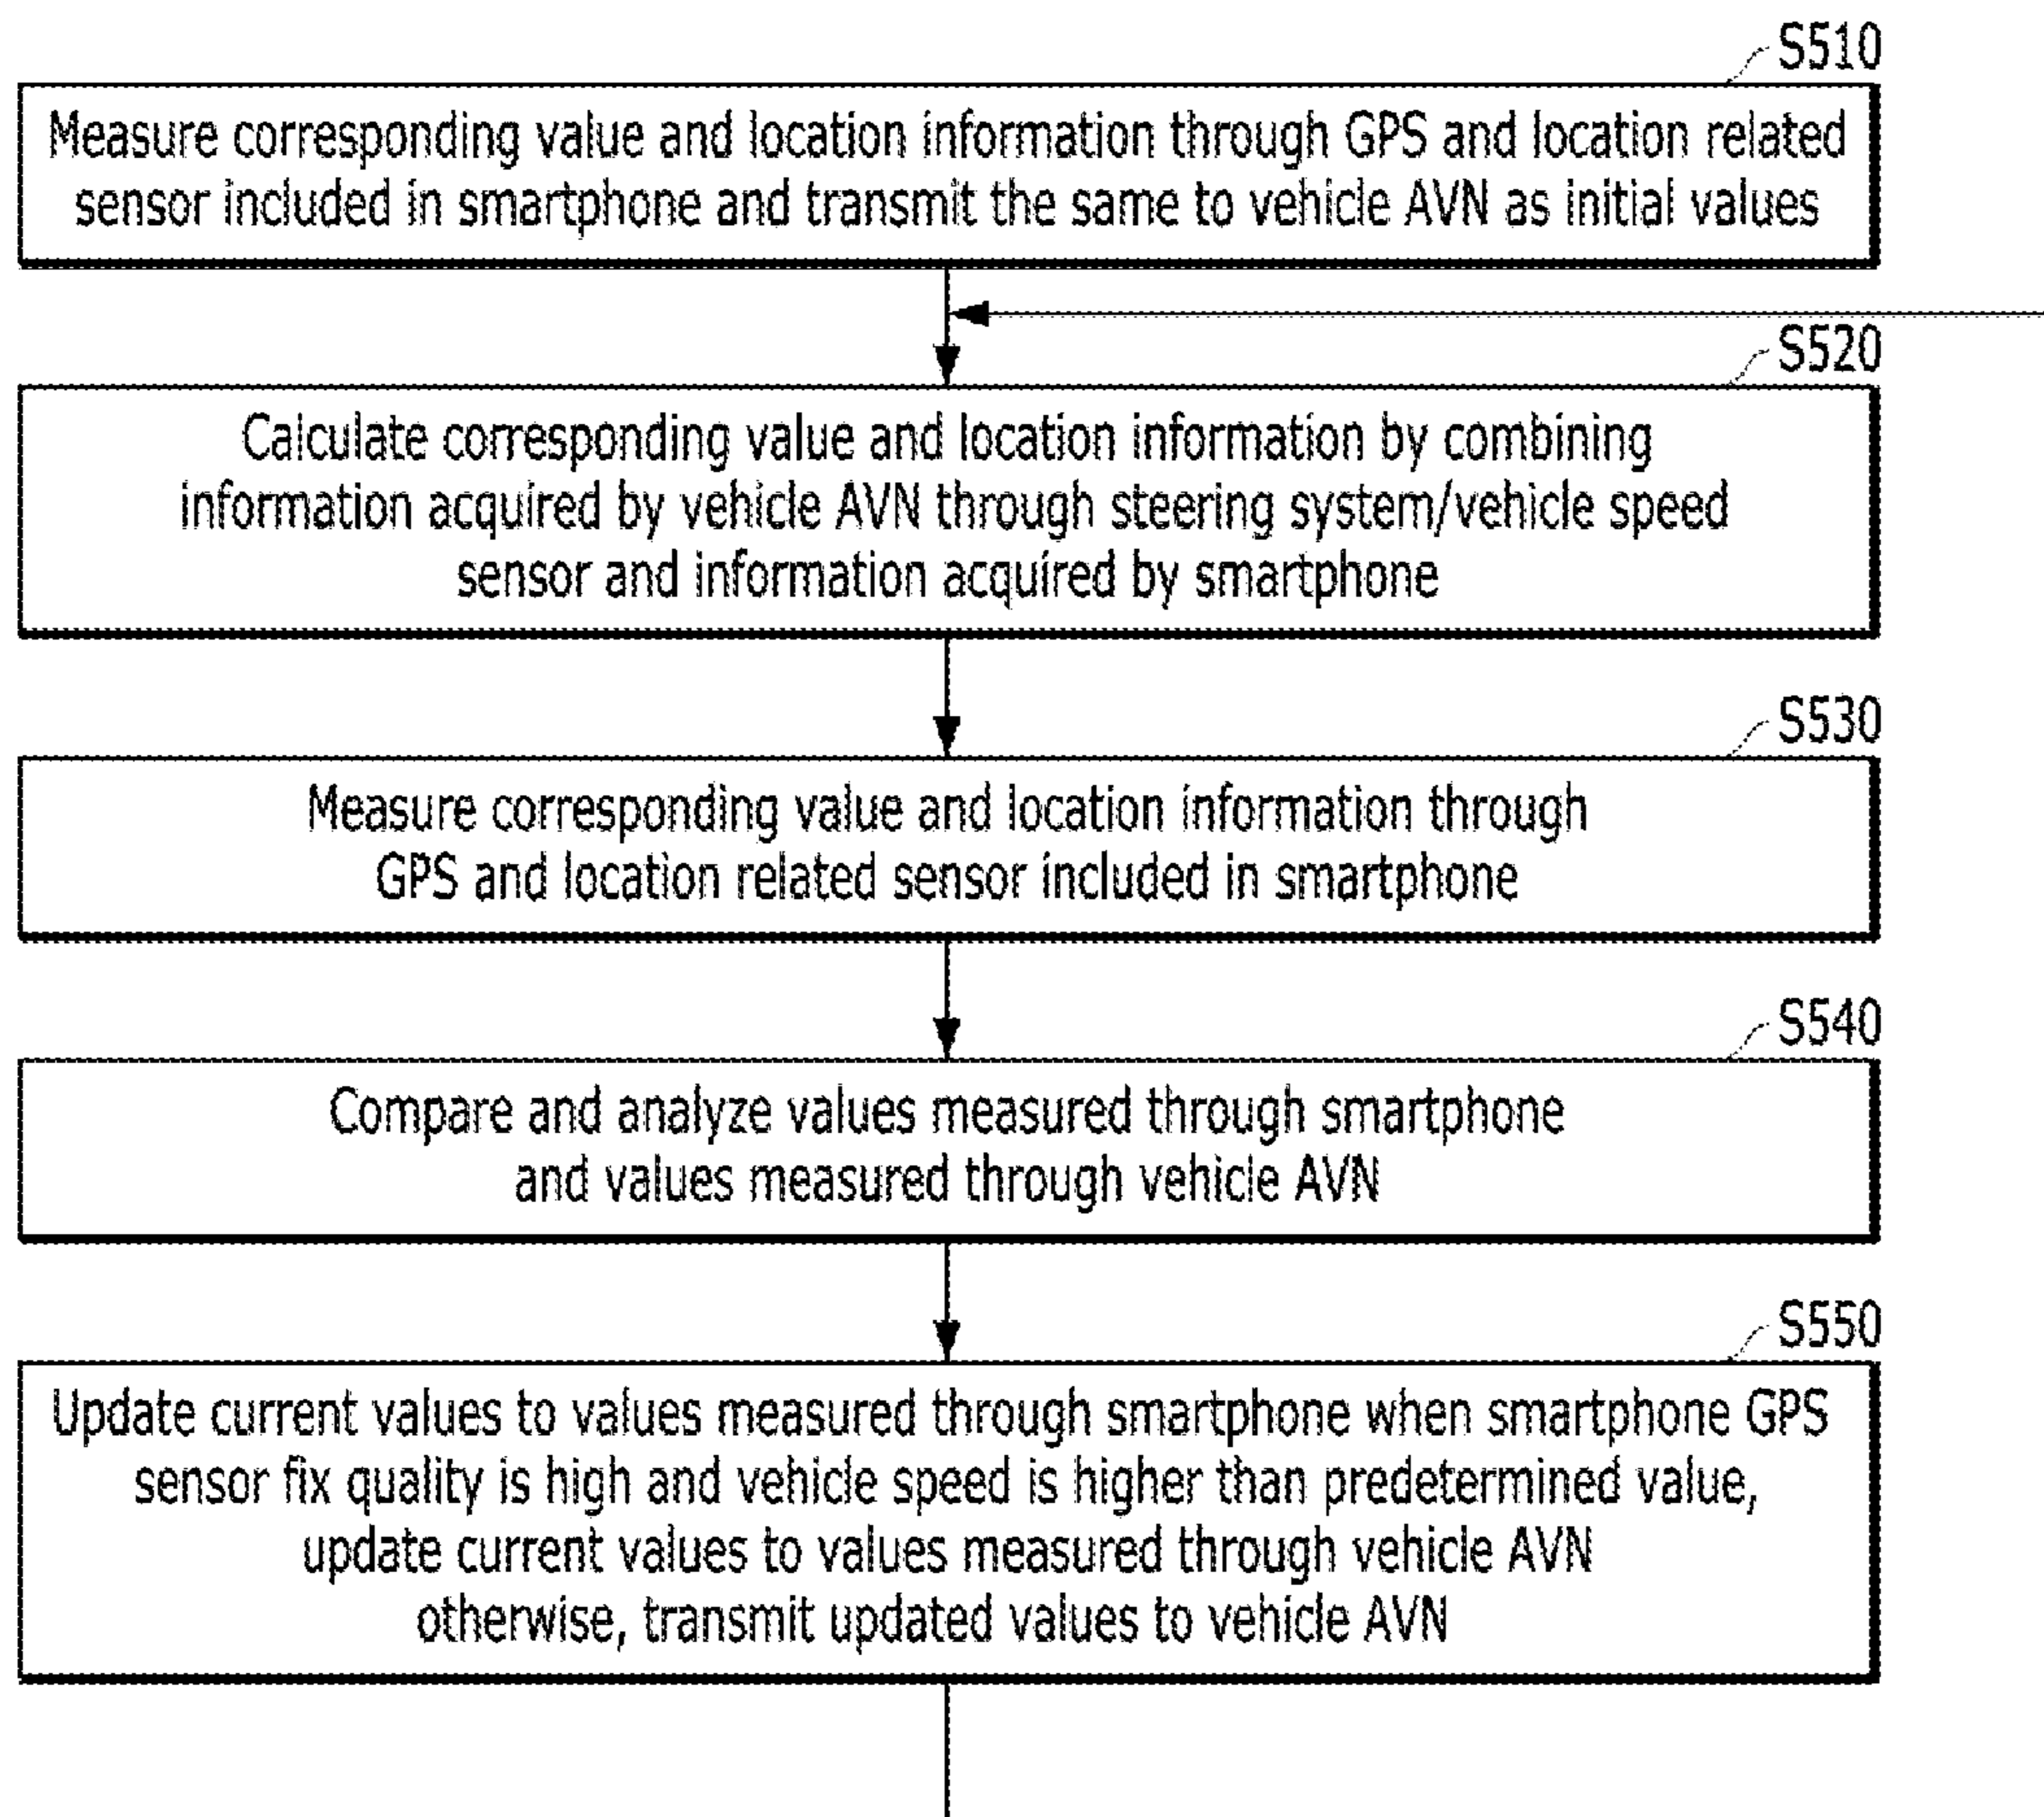 S510
Measure corresponding value and location information through GPS and location related
sensor included in smartphone and transmit the same to vehicle AVN as initial values
S520
Calculate corresponding value and location information by combining
information acquired by vehicle AVN through steering system/vehicle speed
sensor and information acquired by smartphone
S530
Measure corresponding value and location information through
GPS and location related sensor included in smartphone
S540
Compare and analyze values measured through smartphone
and values measured through vehicle AVN
S550
Update current values to values measured through smartphone when smartphone GPS
sensor fix quality is high and vehicle speed is higher than predetermined value,
update current values to values measured through vehicle AVN
otherwise, transmit updated values to vehicle AVN